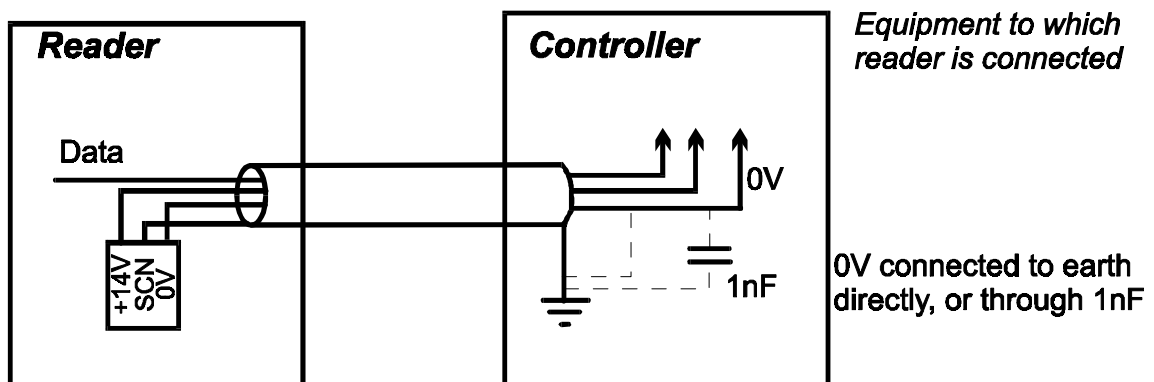 Reader
Controller
Equipment to which
reader is connected
Data
0V
+14V
SCN
0V
1nF
0V connected to earth
directly, or through 1nF